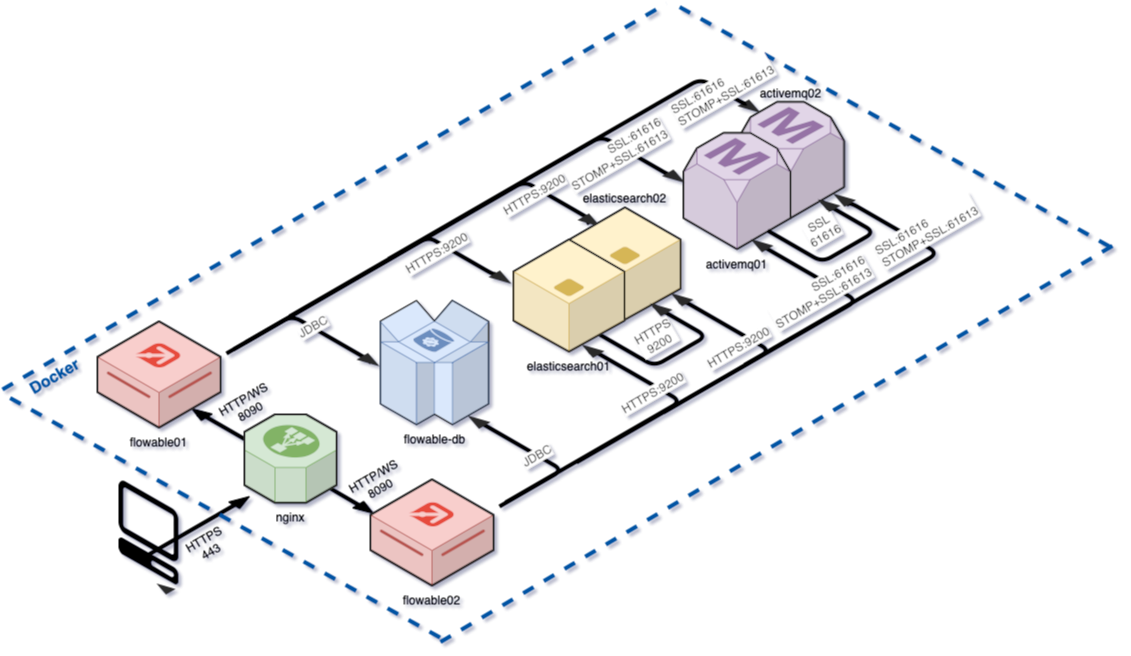 SSL:61616
STOMP+SSL:61613
activemq02
SSL:61616
STOMP+SSL:61613
M
M
HTTPS:9200
elasticsearch02
HTTPS:9200
SSL
61616
SSL:61616
STOMP+SSL:61613
activemq01
SSL:61616
STOMP+SSL:61613
JDBC
HTTPS
9200
HTTPS:9200
elasticsearch01
HTTPS:9200
Docker
HTTP/WS
8090
flowable01
flowable-db
JDBC
HTTP/WS
8090
nginx
HTTPS
443
flowable02